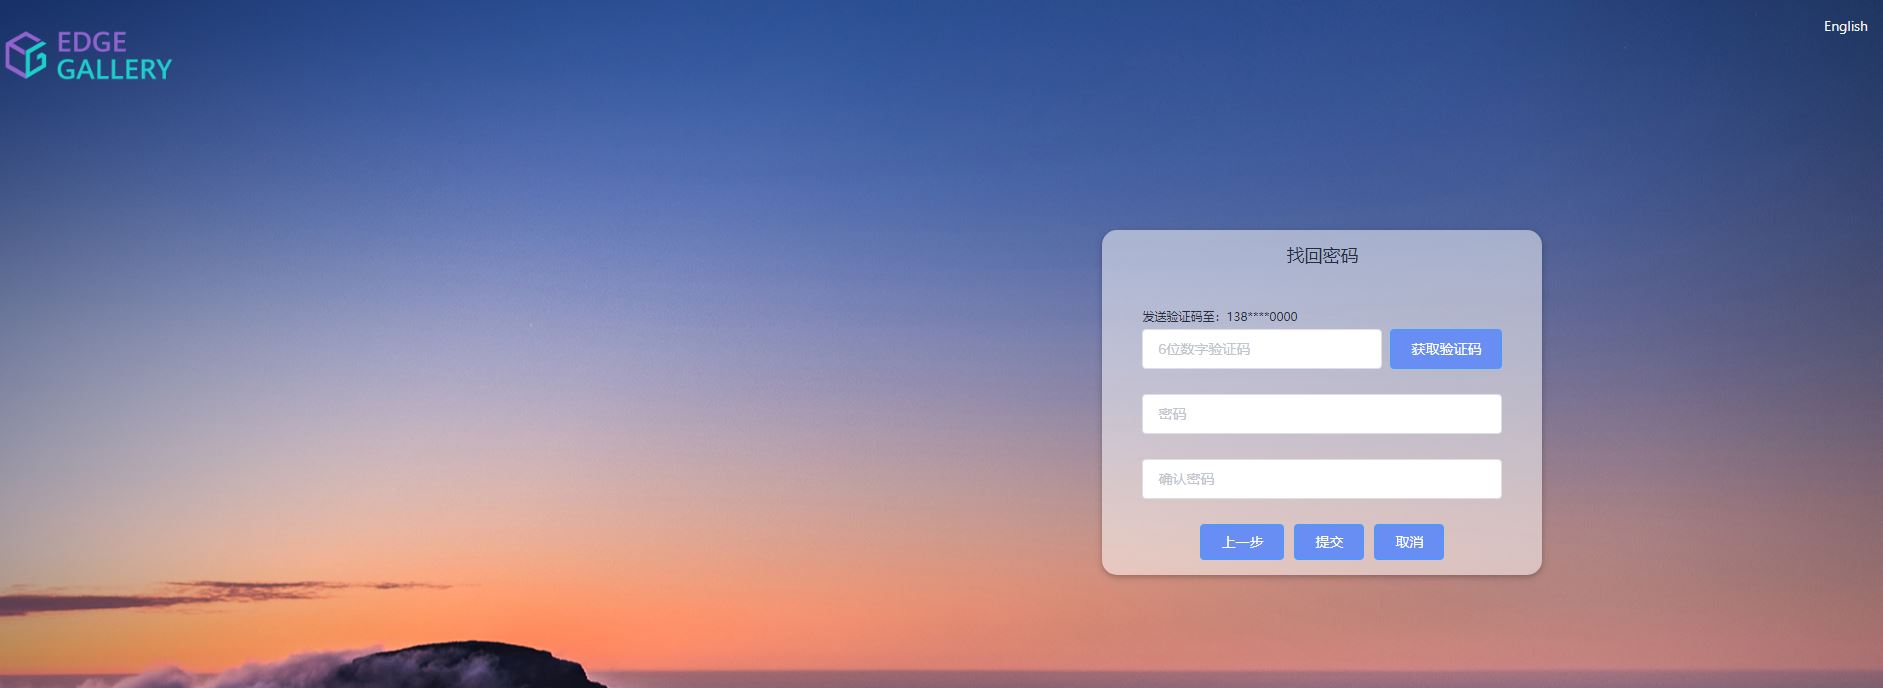 EDGE
GALLERY
English
找回密码
发送验证码至：138****0000
6位数字验证码
获取验证码
密码
确认密码
上一步
提交
取消